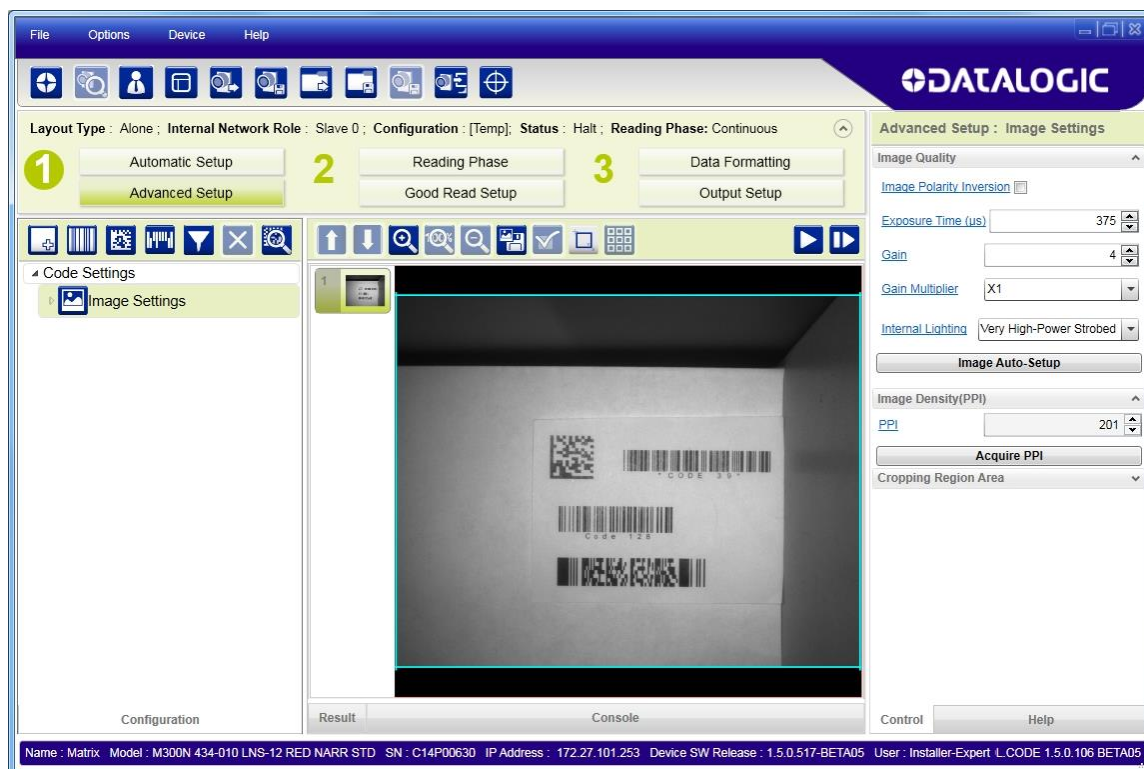 File Options Device Help
DATALOGIC
Layout Type : Alone ; Internal Network Role : Slave 0 ; Configuration : [Temp]; Status : Halt ; Reading Phase: Continuous
1 Automatic Setup 2 Reading Phase 3 Data Formatting
Advanced Setup Good Read Setup Output Setup
Code Settings
Image Settings
100%
1
"CODE 39"
Code 128
Configuration
Result Console
Advanced Setup : Image Settings
Image Quality
Image Polarity Inversion
Exposure Time (µs) 375
Gain 4
Gain Multiplier X1
Internal Lighting Very High-Power Strobed
Image Auto-Setup
Image Density(PPI)
PPI 201
Acquire PPI
Cropping Region Area
Control Help
Name : Matrix Model : M300N 434-010 LNS-12 RED NARR STD SN : C14P00630 IP Address : 172.27.101.253 Device SW Release : 1.5.0.517-BETA05 User : Installer-Expert L.CODE 1.5.0.106 BETA05